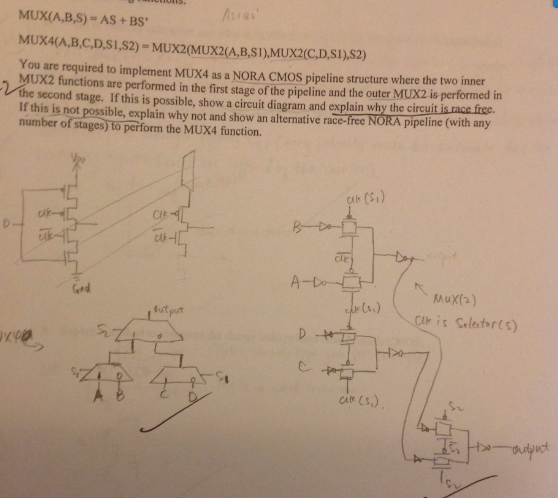 MUX(A,B,S) = AS + BS'
MUX4(A,B,C,D,S1,S2) = MUX2(MUX2(A,B,S1),MUX2(C,D,S1),S2)
You are required to implement MUX4 as a NORA CMOS pipeline structure where the two inner
MUX2 functions are performed in the first stage of the pipeline and the outer MUX2 is performed in
the second stage. If this is possible, show a circuit diagram and explain why the circuit is race free.
If this is not possible, explain why not and show an alternative race-free NORA pipeline (with any
number of stages) to perform the MUX4 function.
VDD
clk
clk
D
clk
clk
Gnd
clk (S1)
B
clk
A
output
MUX(2)
clk is Selector(S)
clk(S1)
D
C
clk (S1)
output
S2
S1
A B
C D
S1
S2
S2
output
S2